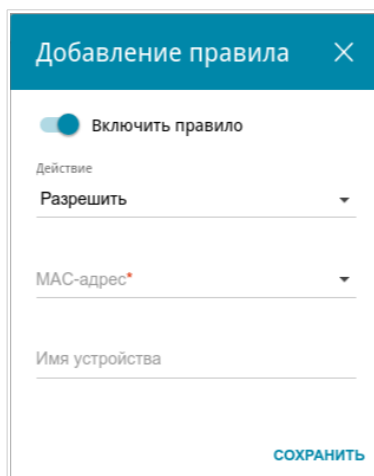 Добавление правила
Включить правило
Действие
Разрешить
MAC-адрес*
Имя устройства
СОХРАНИТЬ